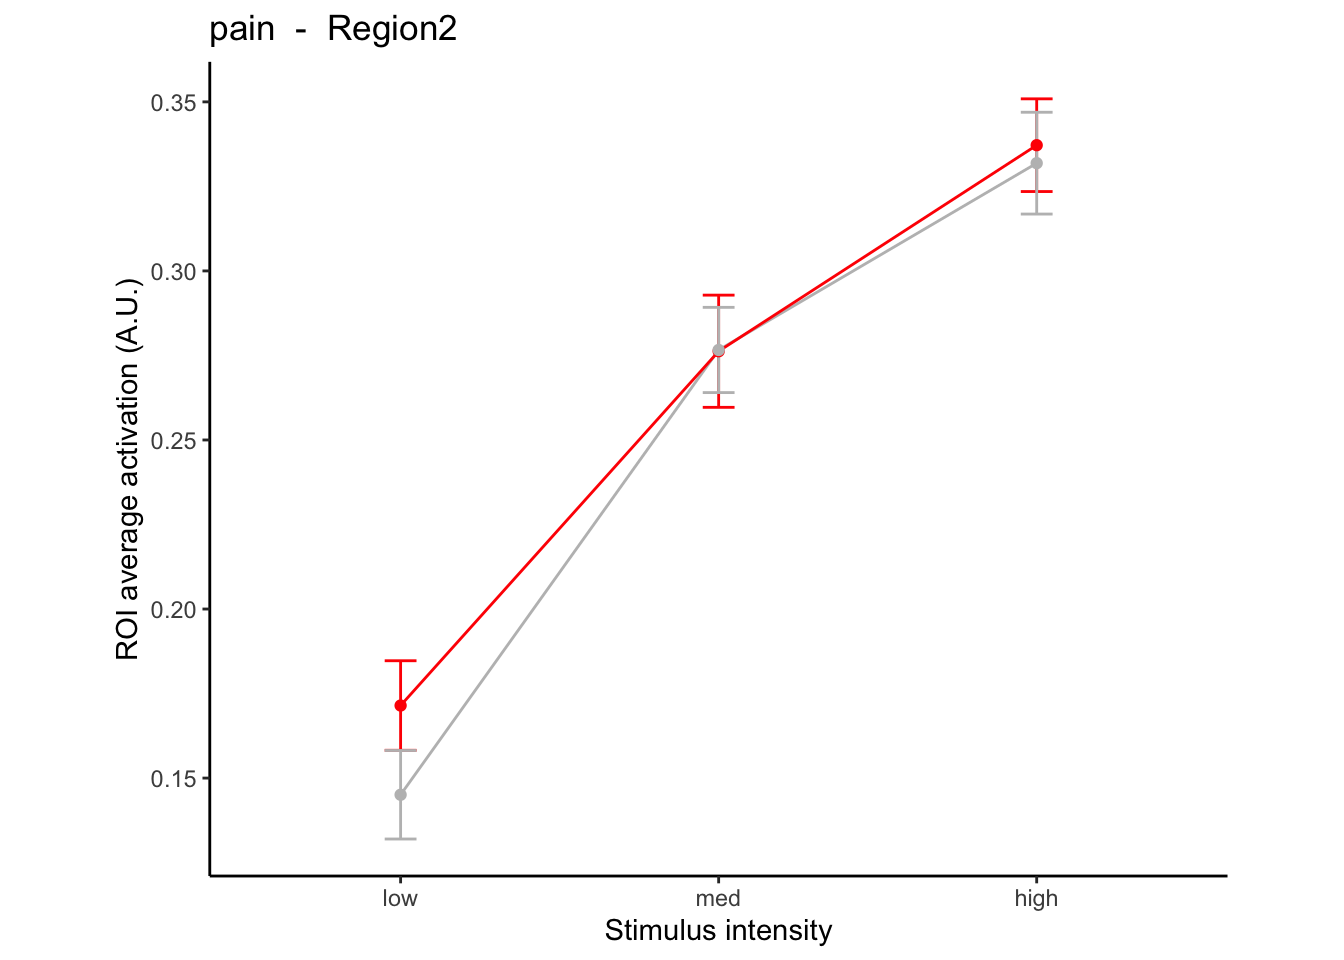 pain  -  Region2
ROI average activation (A.U.)
0.35
0.30
0.25
0.20
0.15
low med high
Stimulus intensity